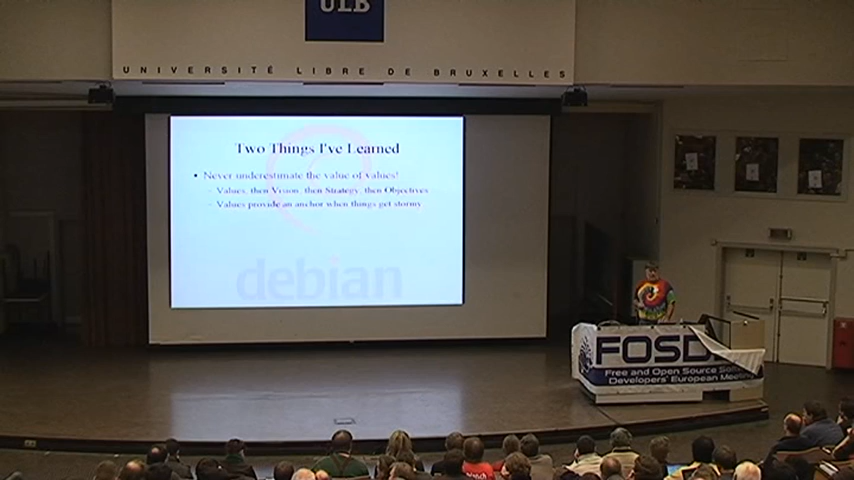 ULB
UNIVERSITÉ LIBRE DE BRUXELLES
Two Things I've Learned
• Never underestimate the value of values!
– Values, then Vision, then Strategy, then Objectives
– Values provide an anchor when things get stormy
debian
FOSD
Free and Open Source Soft
Developers' European Meeting